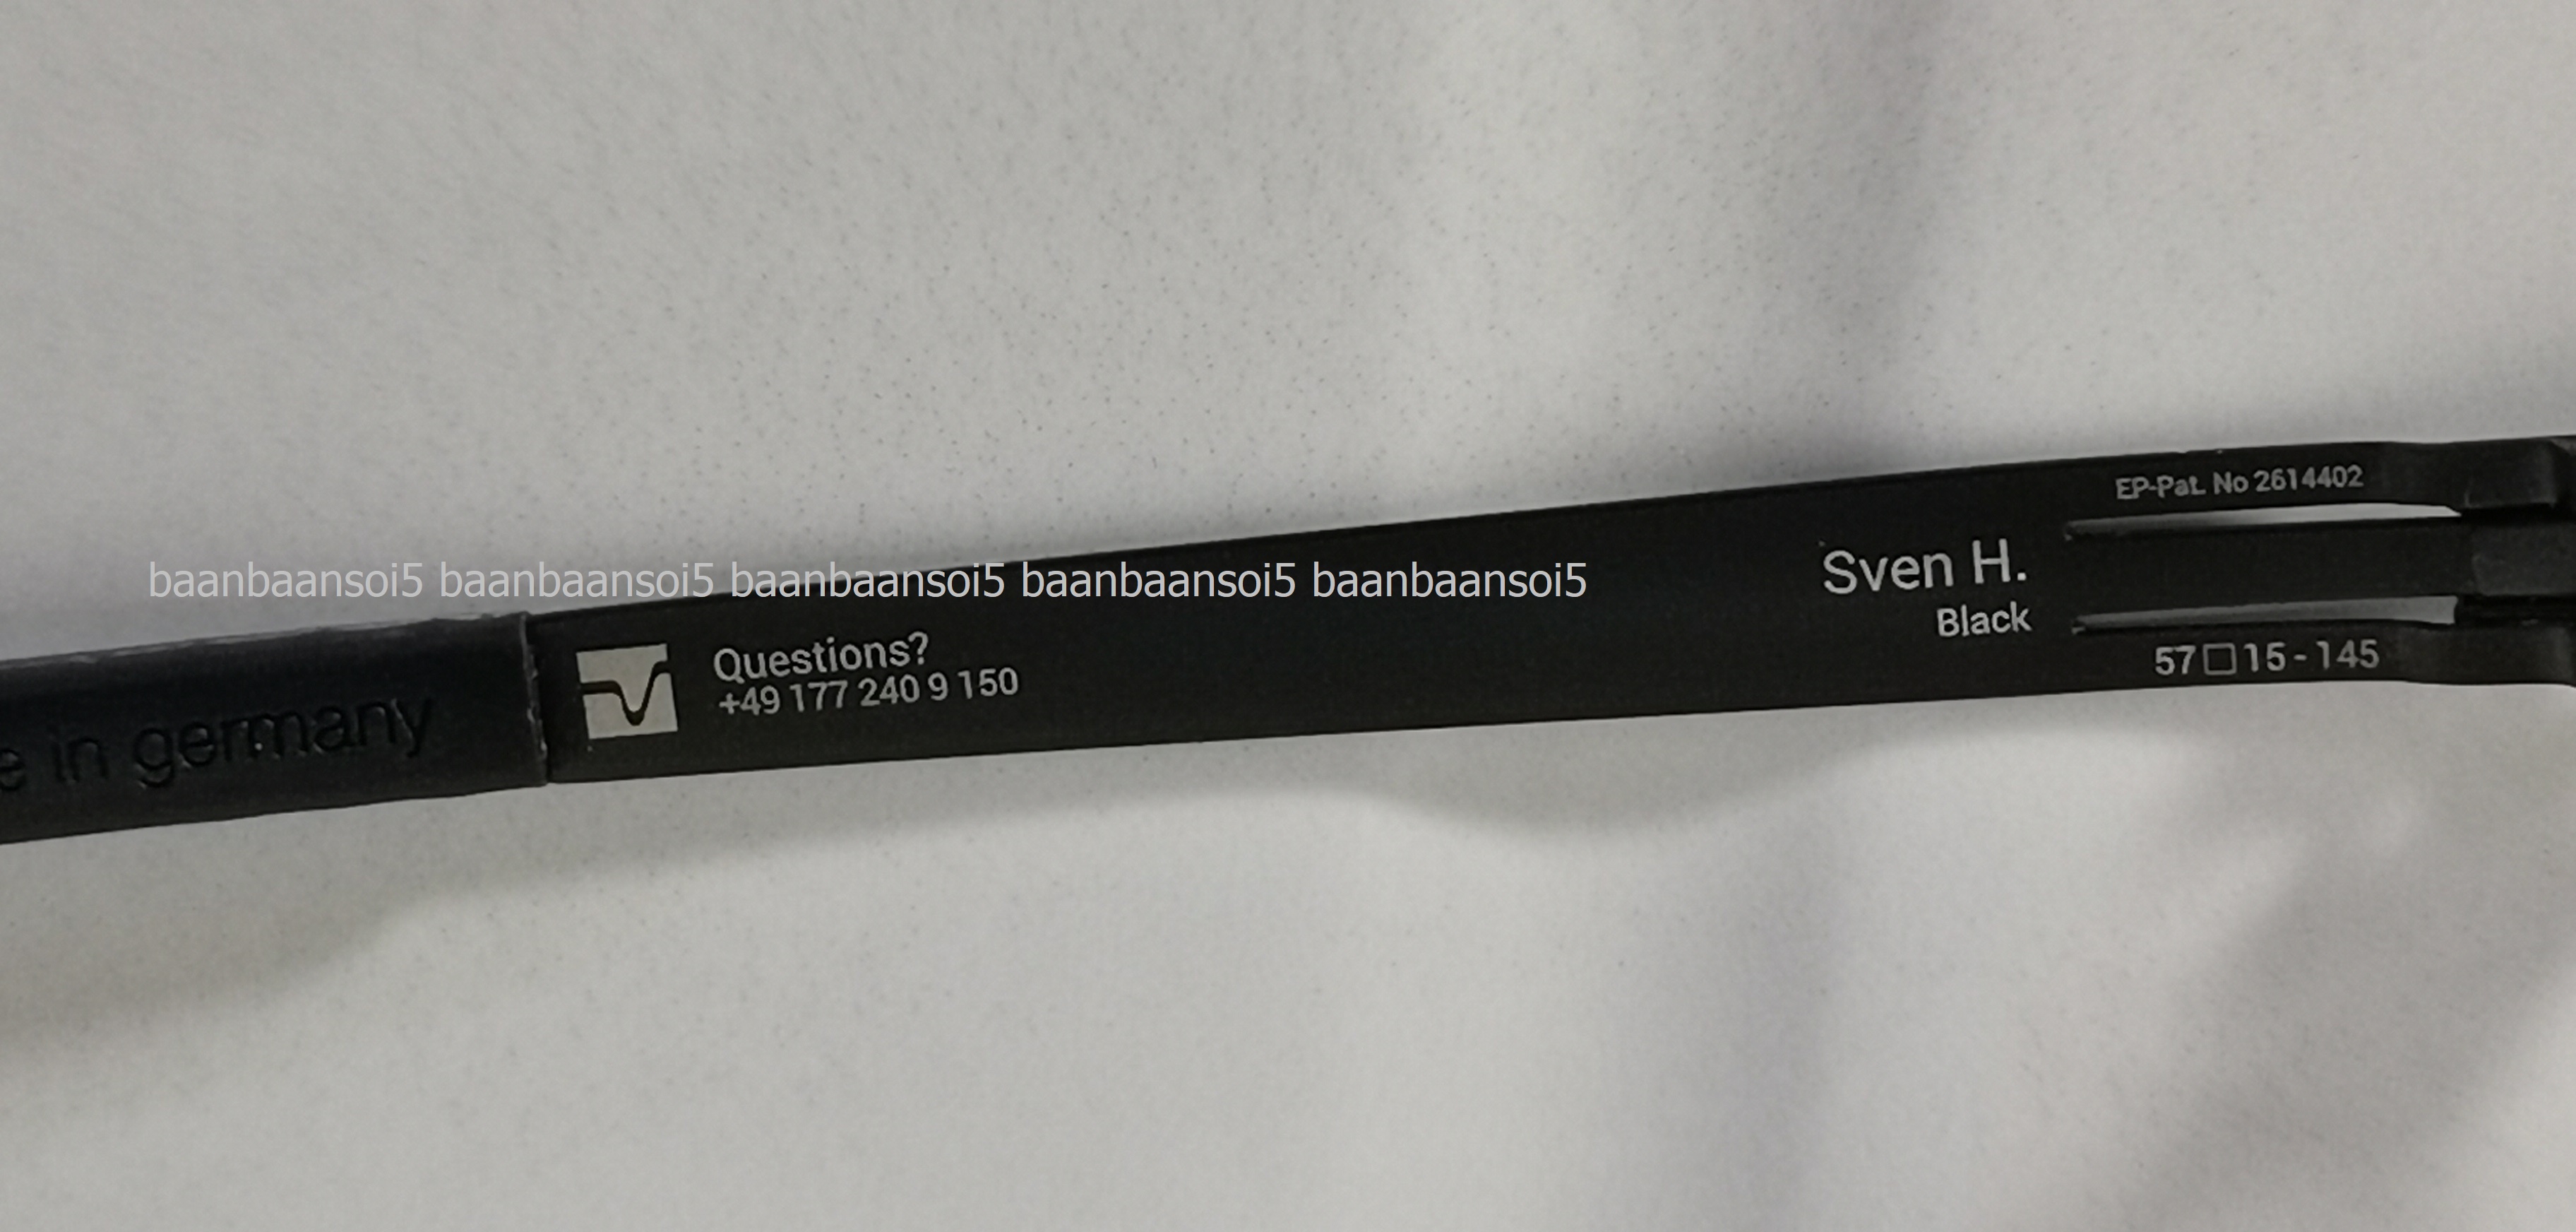 EP-Pat. No 2614402
Sven H.
Black
57□15-145
baanbaansoi5 baanbaansoi5 baanbaansoi5 baanbaansoi5 baanbaansoi5
Questions?
+49 177 240 9 150
e in germany